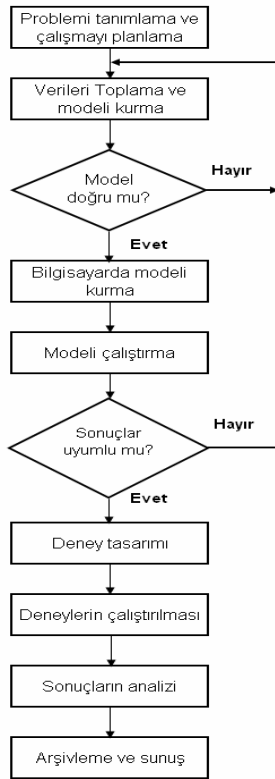 Problemi tanımlama ve
çalışmayı planlama
Verileri Toplama ve
modeli kurma
Model
doğru mu?
Hayır
Evet
Bilgisayarda modeli
kurma
Modeli çalıştırma
Sonuçlar
uyumlu mu?
Hayır
Evet
Deney tasarımı
Deneylerin çalıştırılması
Sonuçların analizi
Arşivleme ve sunuş